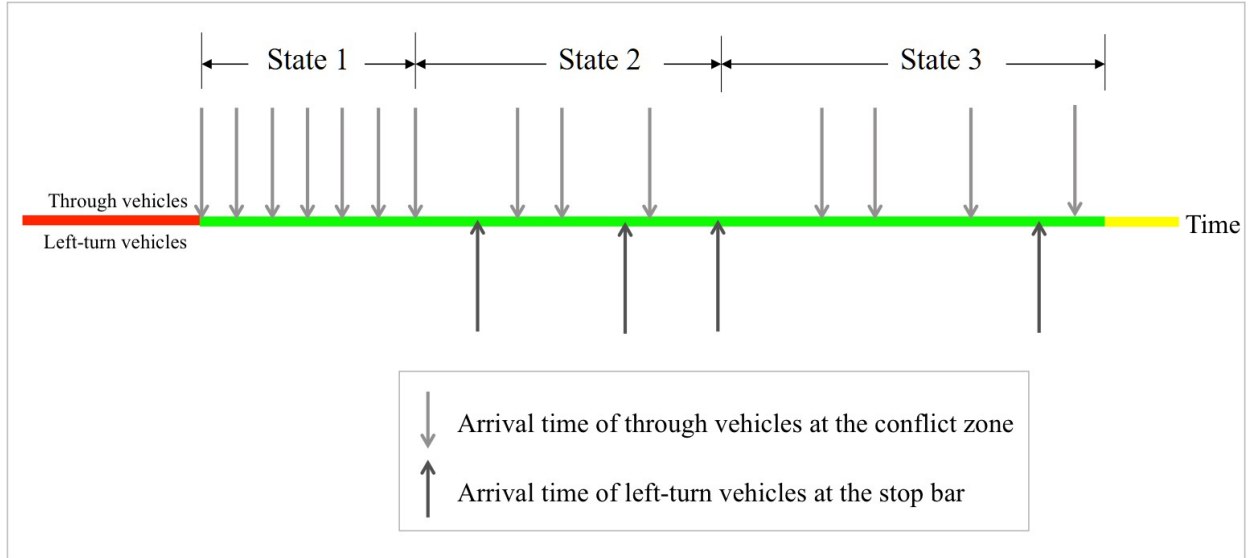 State 1
State 2
State 3
Through vehicles
Left-turn vehicles
Time
Arrival time of through vehicles at the conflict zone
Arrival time of left-turn vehicles at the stop bar